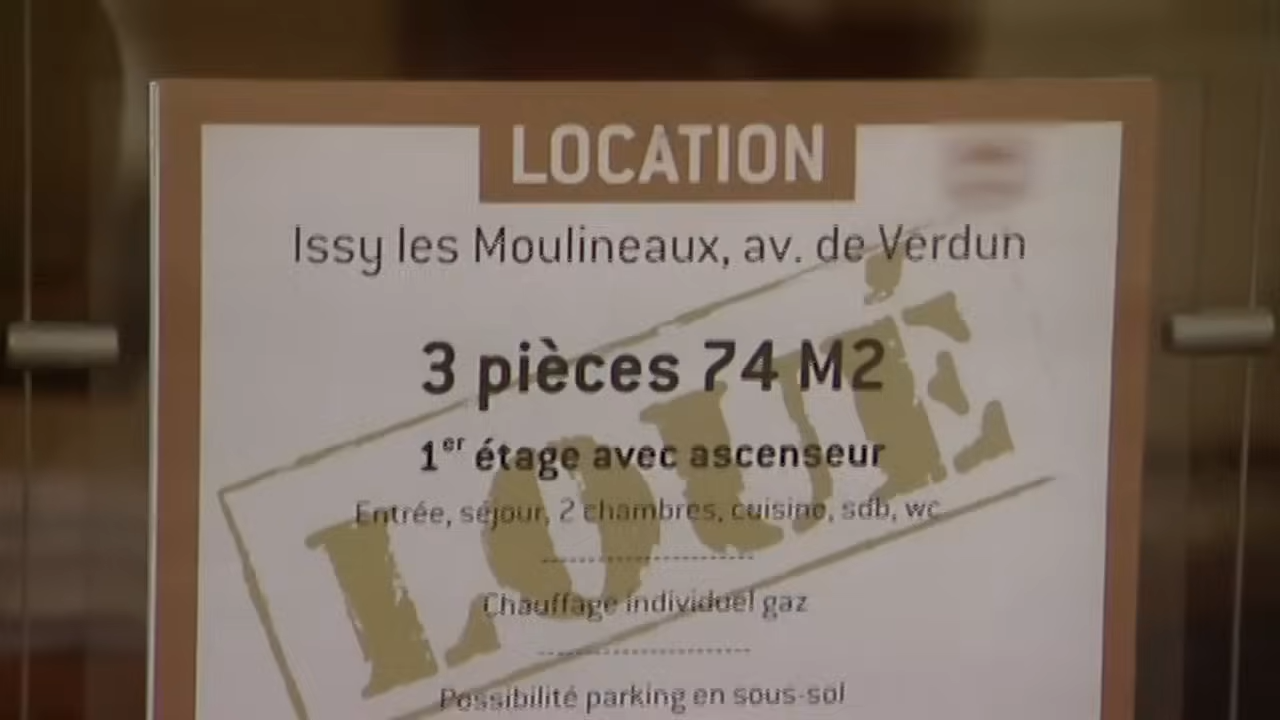 LOCATION
Issy les Moulineaux, av. de Verdun
3 pièces 74 M2
1er étage avec ascenseur
Entrée, séjour, 2 chambres, cuisine, sdb, wc
LOUÉ
Chauffage individuel gaz
Possibilité parking en sous-sol